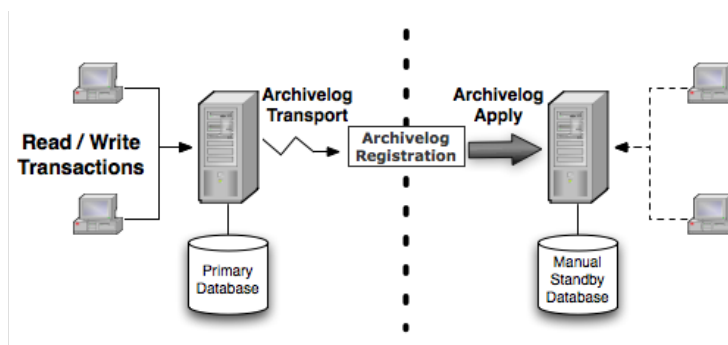 Read / Write
Transactions
Archivelog
Transport
Archivelog
Registration
Archivelog
Apply
Primary
Database
Manual
Standby
Database